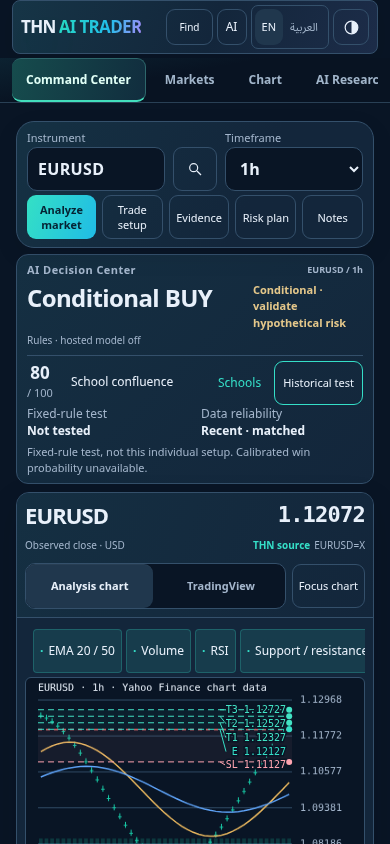 THN AI TRADER
Find
AI
EN
العربية
Command Center
Markets
Chart
AI Researc
Instrument
Timeframe
EURUSD
1h
Analyze market
Trade setup
Evidence
Risk plan
Notes
AI Decision Center
EURUSD / 1h
Conditional BUY
Conditional ·
validate
hypothetical risk
Rules · hosted model off
80
/ 100
School confluence
Schools
Historical test
Fixed-rule test
Data reliability
Not tested
Recent · matched
Fixed-rule test, not this individual setup. Calibrated win
probability unavailable.
EURUSD
1.12072
Observed close · USD
THN source EURUSD=X
Analysis chart
TradingView
Focus chart
· EMA 20 / 50
· Volume
· RSI
· Support / resistance
EURUSD · 1h · Yahoo Finance chart data
1.12968
T3 1.12727
T2 1.12527
T1 1.12327
1.11772
E 1.12127
SL 1.11127
1.10577
1.09381
1.08186